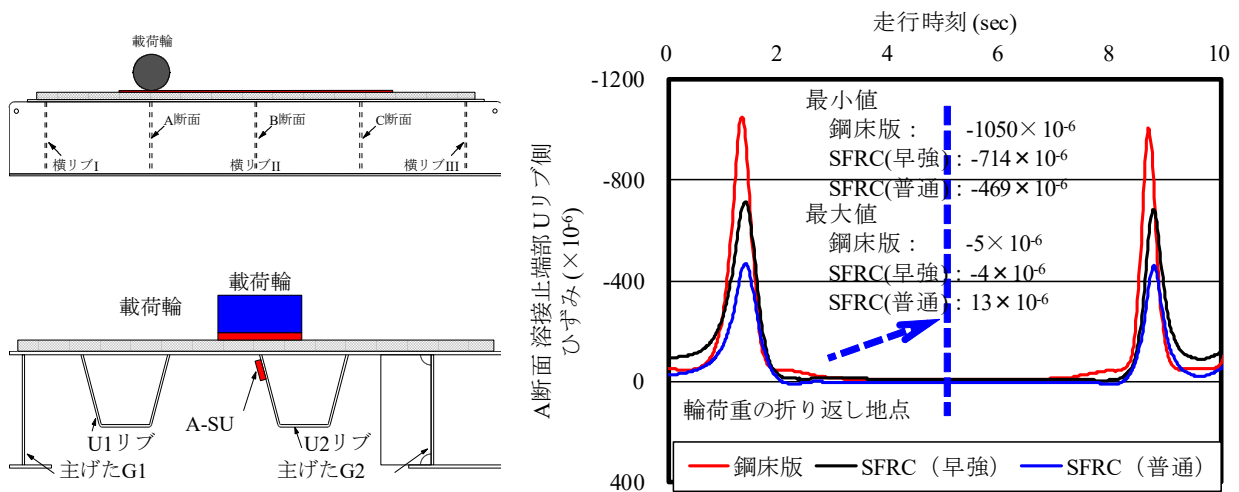 載荷輪
A断面
B断面
C断面
横リブI
横リブII
横リブIII
載荷輪
載荷輪
A-SU
U1リブ
U2リブ
主げたG1
主げたG2
走行時刻 (sec)
0 2 4 6 8 10
-1200
-800
-400
0
400
A断面 溶接止端部 Uリブ側
ひずみ (×10-6)
最小値
鋼床版： -1050×10-6
SFRC(早強)：-714×10-6
SFRC(普通)：-469×10-6
最大値
鋼床版： -5×10-6
SFRC(早強)：-4×10-6
SFRC(普通)：13×10-6
輪荷重の折り返し地点
鋼床版 SFRC（早強） SFRC（普通）